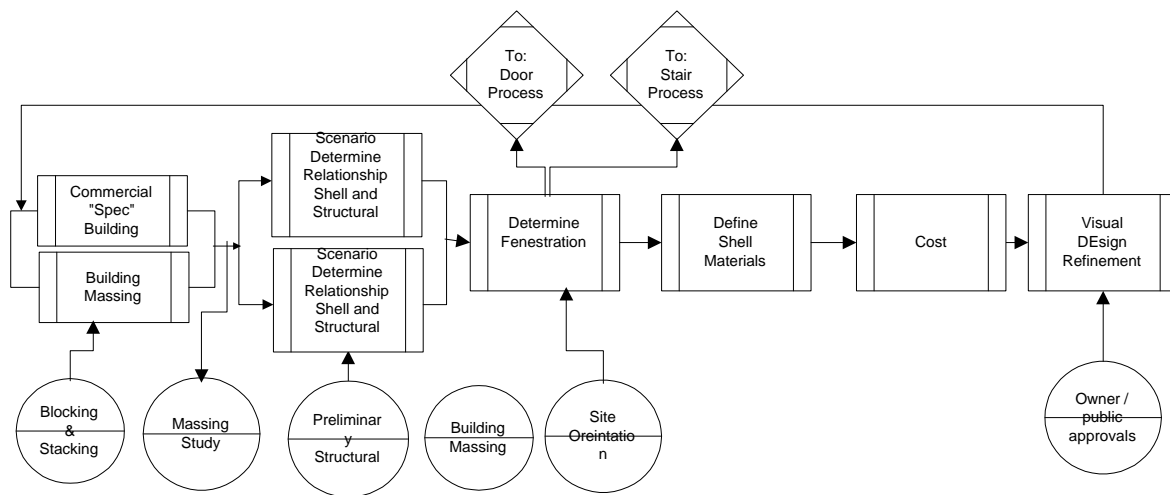 To:
Door
Process
To:
Stair
Process
Commercial
"Spec"
Building
Building
Massing
Scenario
Determine
Relationship
Shell and
Structural
Scenario
Determine
Relationship
Shell and
Structural
Determine
Fenestration
Define
Shell
Materials
Cost
Visual
DEsign
Refinement
Blocking
&
Stacking
Massing
Study
Preliminar
y
Structural
Building
Massing
Site
Oreintatio
n
Owner /
public
approvals